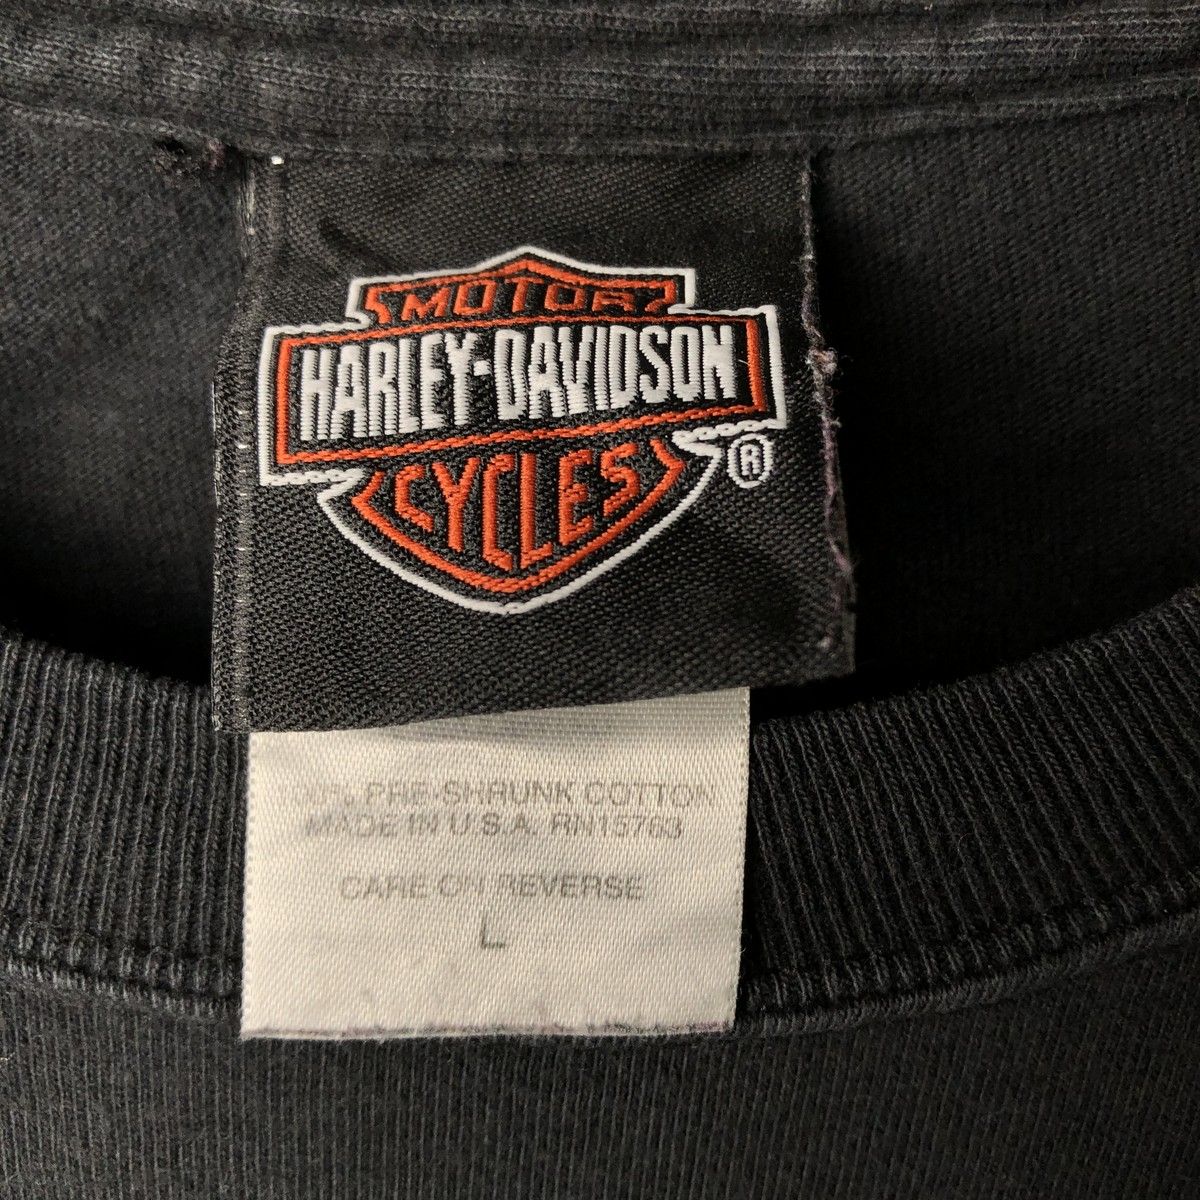 MOTOR
HARLEY-DAVIDSON
CYCLES
®
PRE-SHRUNK COTTON
MADE IN U.S.A. RN15763
CARE ON REVERSE
L